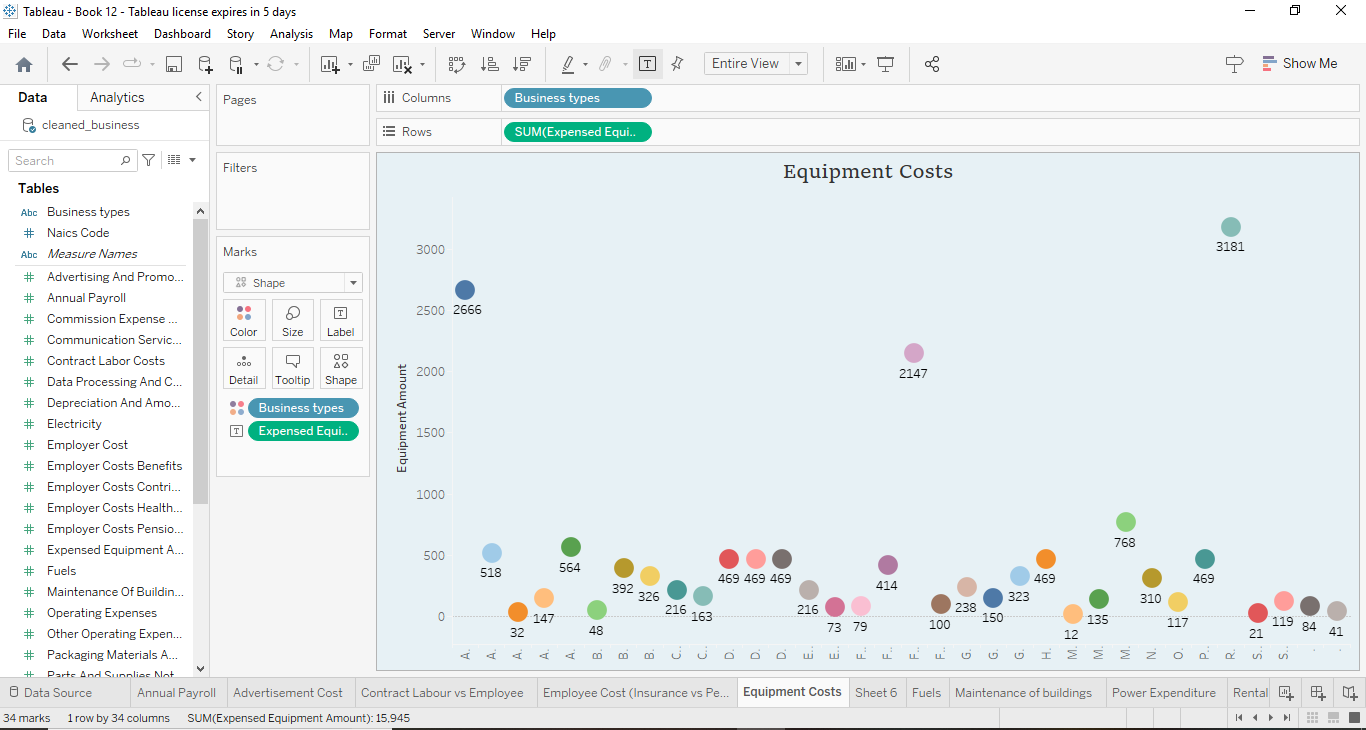 Tableau - Book 12 - Tableau license expires in 5 days
File Data Worksheet Dashboard Story Analysis Map Format Server Window Help
Entire View
Show Me
Data Analytics
cleaned_business
Search
Tables
Abc Business types
# Naics Code
Abc Measure Names
# Advertising And Promo...
# Annual Payroll
# Commission Expense ...
# Communication Servic...
# Contract Labor Costs
# Data Processing And C...
# Depreciation And Amo...
# Electricity
# Employer Cost
# Employer Costs Benefits
# Employer Costs Contri...
# Employer Costs Health...
# Employer Costs Pensio...
# Expensed Equipment A...
# Fuels
# Maintenance Of Buildin...
# Operating Expenses
# Other Operating Expen...
# Packaging Materials A...
# Parts And Supplies Not
Pages
Filters
Marks
Shape
Color Size Label
Detail Tooltip Shape
Business types
Expensed Equi..
Columns Business types
Rows SUM(Expensed Equi..
Equipment Costs
Equipment Amount
3000
2500
2000
1500
1000
500
0
2666 518 32 147 564 48 392 326 216 163 469 469 469 216 73 79 414 2147 100 238 150 323 469 12 135 768 310 117 469 3181 21 119 84 41
A. A. A. A. A. B. B. B. C. C. D. D. D. E. E. F. F. F. F. G. G. G. H. M. M. M. N. O. P. R. S. S. . .
Data Source Annual Payroll Advertisement Cost Contract Labour vs Employee Employee Cost (Insurance vs Pe... Equipment Costs Sheet 6 Fuels Maintenance of buildings Power Expenditure Rental
34 marks 1 row by 34 columns SUM(Expensed Equipment Amount): 15,945